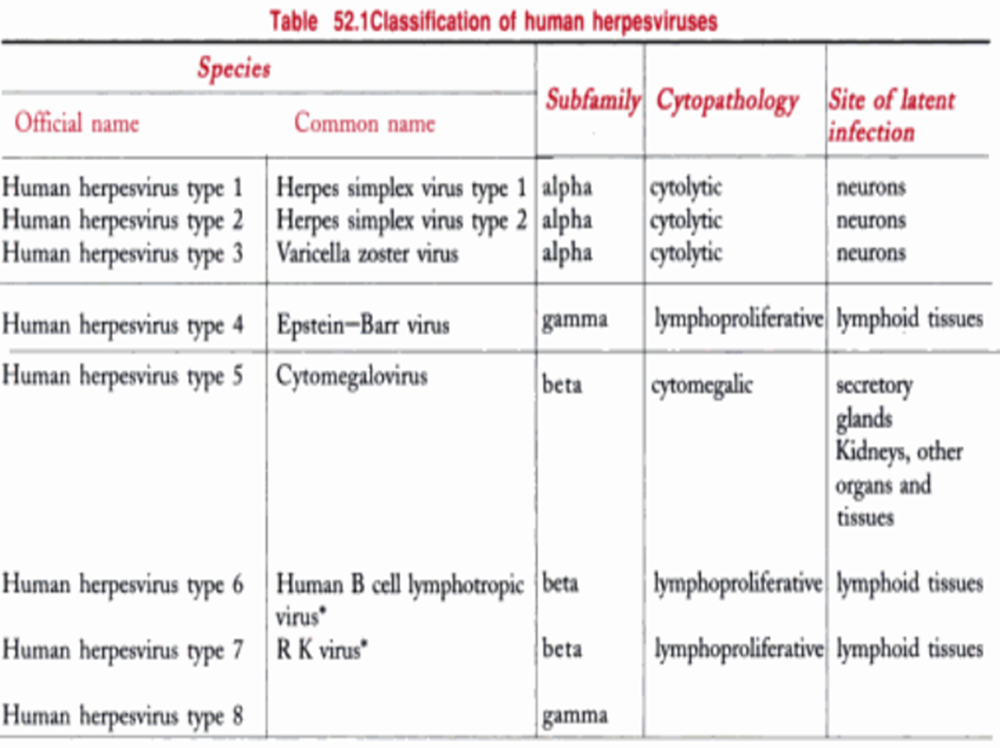 Table 52.1Classification of human herpesviruses
Species
Subfamily Cytopathology Site of latent
infection
Official name Common name
Human herpesvirus type 1 Herpes simplex virus type 1 alpha cytolytic neurons
Human herpesvirus type 2 Herpes simplex virus type 2 alpha cytolytic neurons
Human herpesvirus type 3 Varicella zoster virus alpha cytolytic neurons
Human herpesvirus type 4 Epstein–Barr virus gamma lymphoproliferative lymphoid tissues
Human herpesvirus type 5 Cytomegalovirus beta cytomegalic secretory
glands
Kidneys, other
organs and
tissues
Human herpesvirus type 6 Human B cell lymphotropic beta lymphoproliferative lymphoid tissues
virus*
Human herpesvirus type 7 R K virus* beta lymphoproliferative lymphoid tissues
Human herpesvirus type 8 gamma